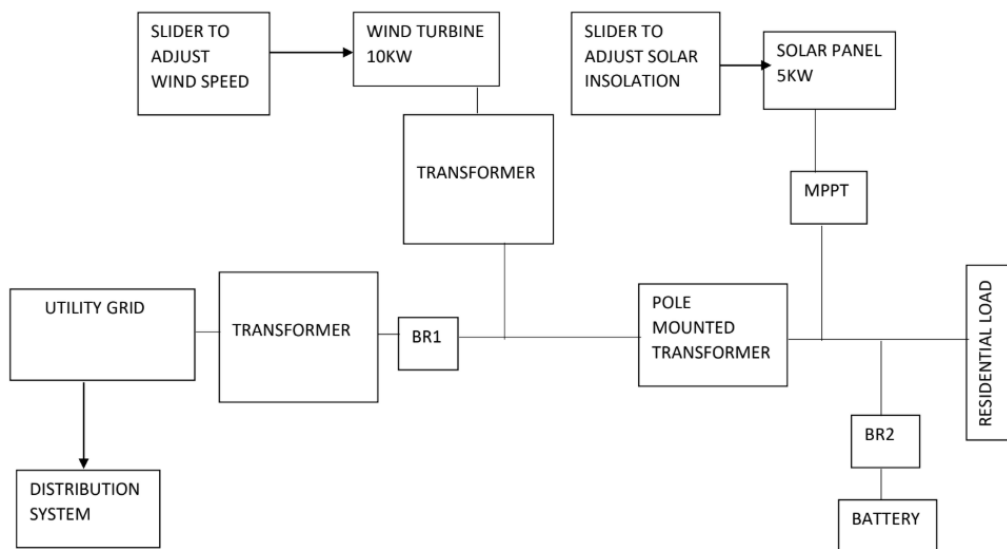 SLIDER TO
ADJUST
WIND SPEED
WIND TURBINE
10KW
SLIDER TO
ADJUST SOLAR
INSOLATION
SOLAR PANEL
5KW
TRANSFORMER
MPPT
UTILITY GRID
TRANSFORMER
BR1
POLE
MOUNTED
TRANSFORMER
RESIDENTIAL LOAD
BR2
DISTRIBUTION
SYSTEM
BATTERY